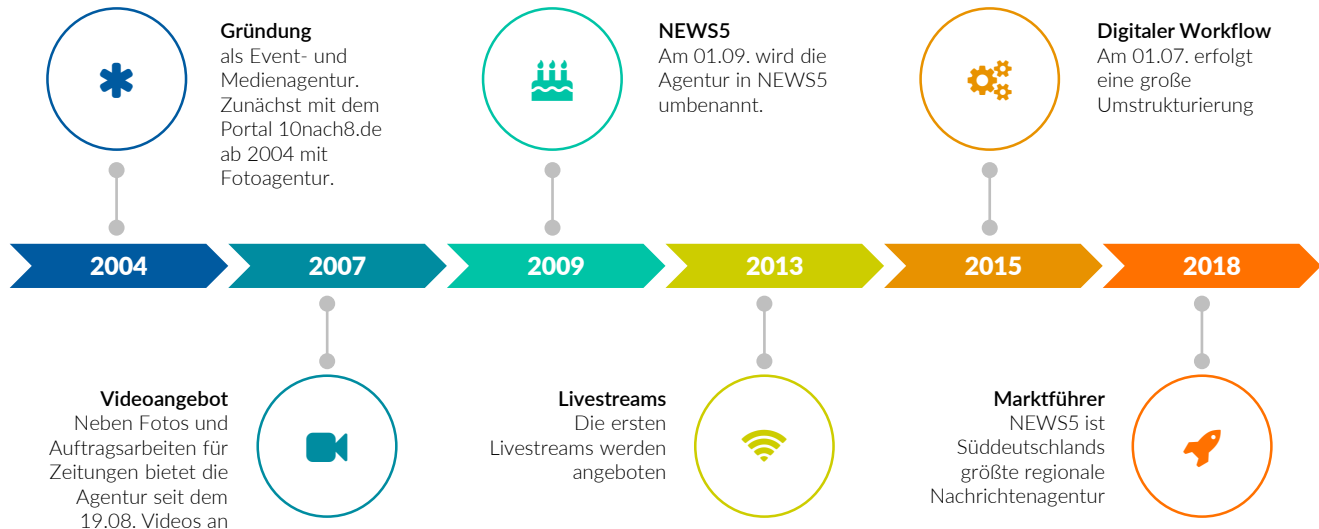 Gründung
als Event- und
Medienagentur.
Zunächst mit dem
Portal 10nach8.de
ab 2004 mit
Fotoagentur.
NEWS5
Am 01.09. wird die
Agentur in NEWS5
umbenannt.
Digitaler Workflow
Am 01.07. erfolgt
eine große
Umstrukturierung
2004
2007
2009
2013
2015
2018
Videoangebot
Neben Fotos und
Auftragsarbeiten für
Zeitungen bietet die
Agentur seit dem
19.08. Videos an
Livestreams
Die ersten
Livestreams werden
angeboten
Marktführer
NEWS5 ist
Süddeutschlands
größte regionale
Nachrichtenagentur